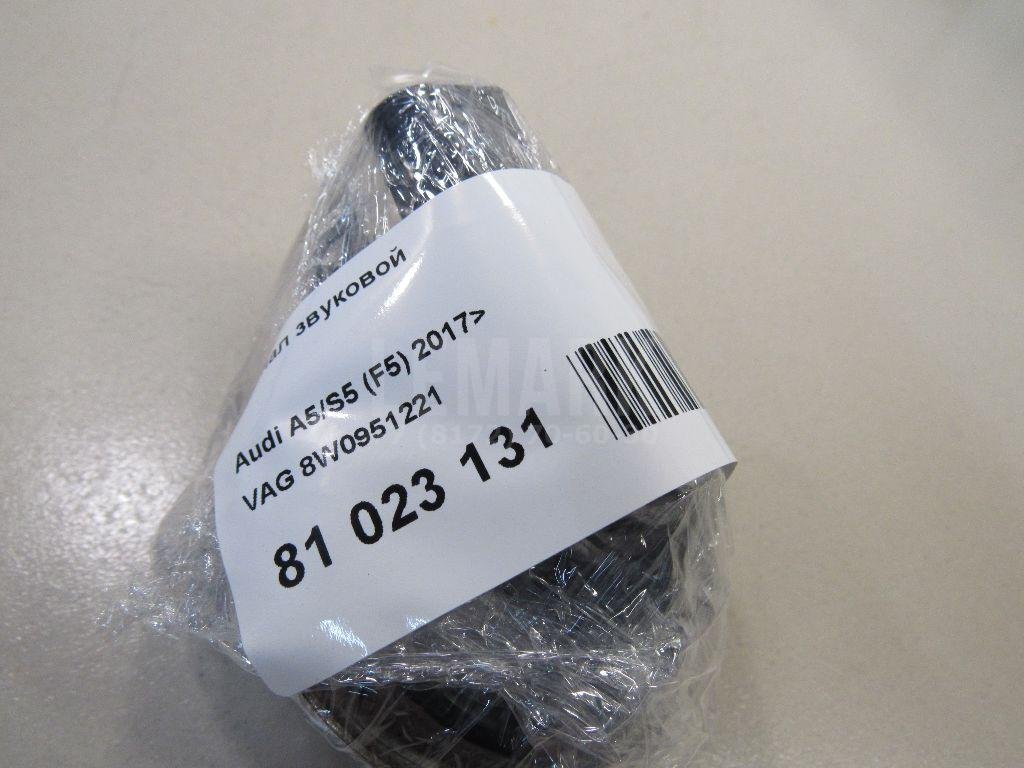 звуковой
Audi A5/S5 (F5) 2017>
VAG 8W0951221
81 023 131